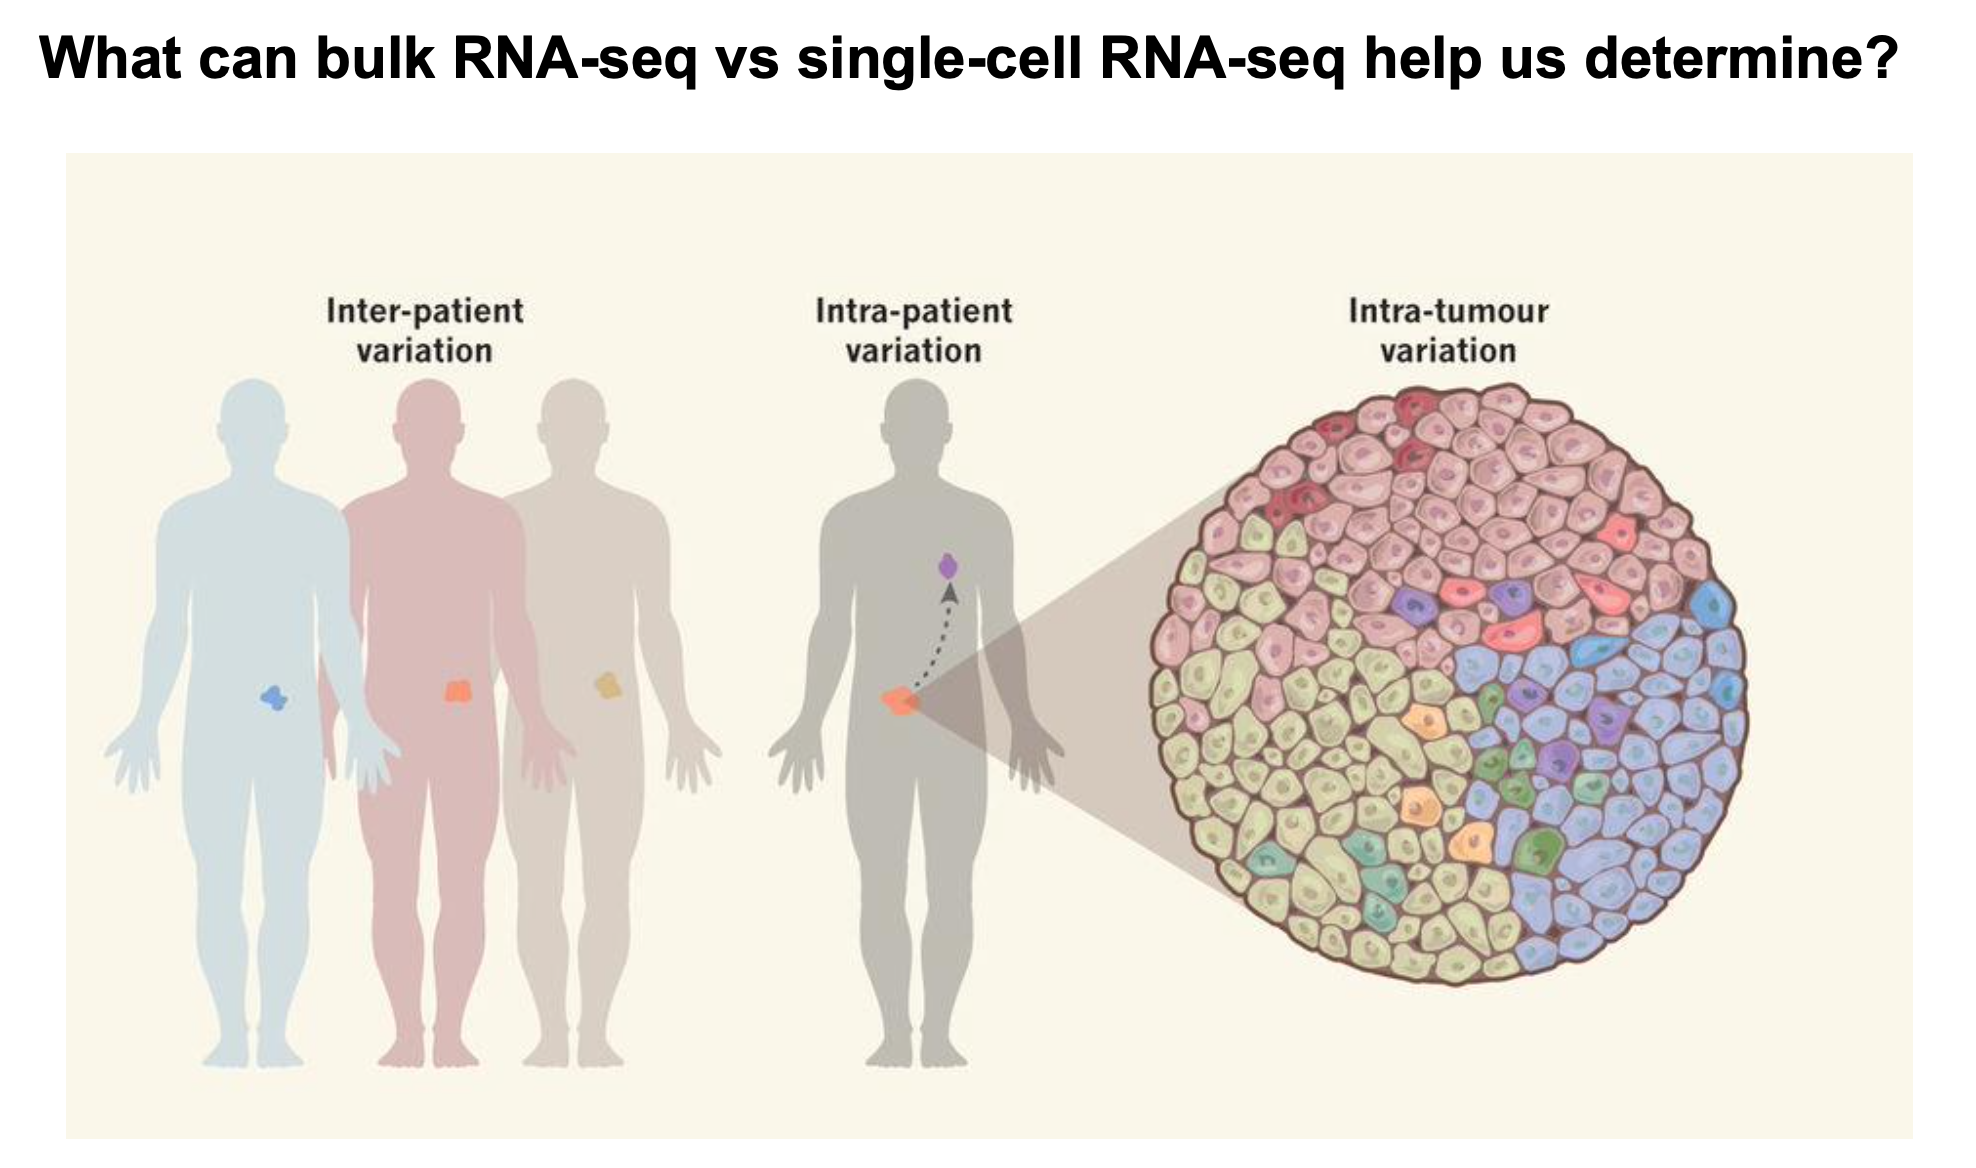 What can bulk RNA-seq vs single-cell RNA-seq help us determine?
Inter-patient
variation
Intra-patient
variation
Intra-tumour
variation